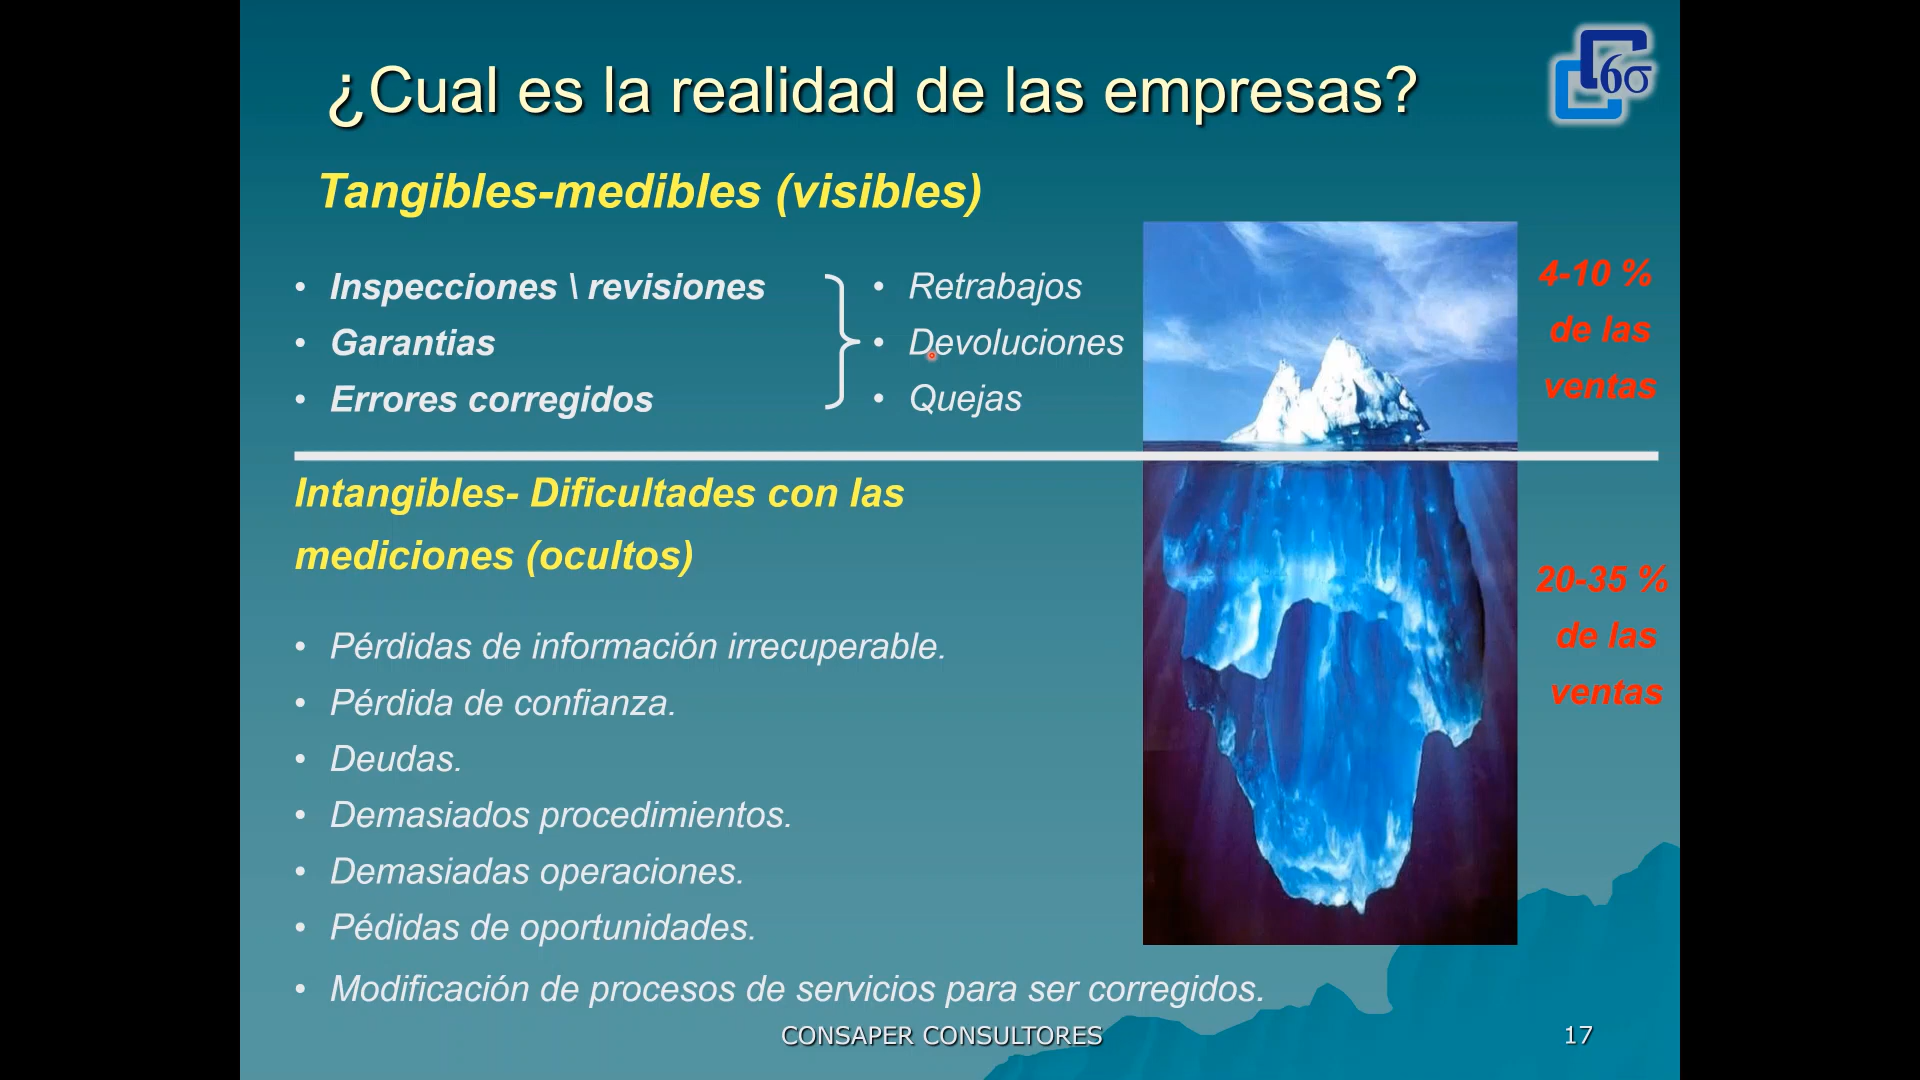 ¿Cual es la realidad de las empresas?
6σ
Tangibles-medibles (visibles)
• Inspecciones \ revisiones
• Garantias
• Errores corregidos
• Retrabajos
• Devoluciones
• Quejas
4-10 %
de las
ventas
Intangibles- Dificultades con las
mediciones (ocultos)
• Pérdidas de información irrecuperable.
• Pérdida de confianza.
• Deudas.
• Demasiados procedimientos.
• Demasiadas operaciones.
• Pédidas de oportunidades.
• Modificación de procesos de servicios para ser corregidos.
20-35 %
de las
ventas
CONSAPER CONSULTORES
17